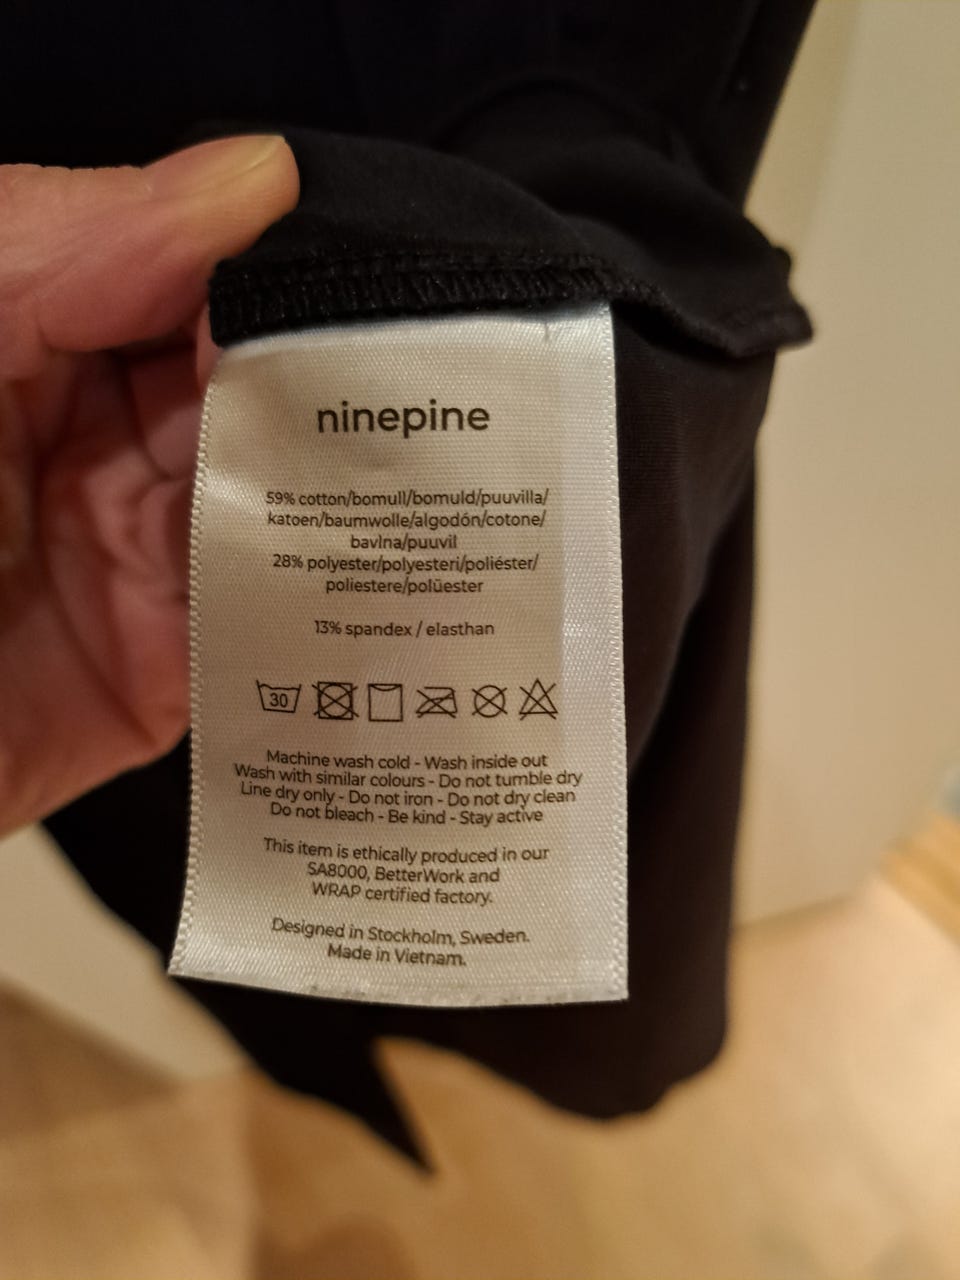 ninepine
59% cotton/bomull/bomuld/puuvilla/
katoen/baumwolle/algodón/cotone/
bavlna/puuvil
28% polyester/polyesteri/poliéster/
poliestere/polüester
13% spandex / elasthan
30
Machine wash cold - Wash inside out
Wash with similar colours - Do not tumble dry
Line dry only - Do not iron - Do not dry clean
Do not bleach - Be kind - Stay active
This item is ethically produced in our
SA8000, BetterWork and
WRAP certified factory.
Designed in Stockholm, Sweden.
Made in Vietnam.